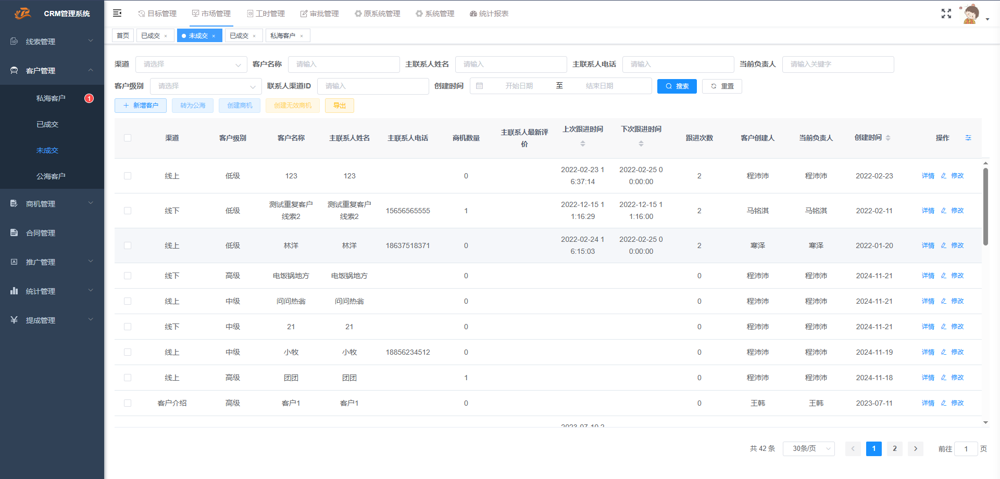 CRM管理系统
目标管理 市场管理 工时管理 审批管理 原系统管理 系统管理 统计报表
首页 已成交 × 未成交 × 已成交 × 私海客户 ×
线索管理
客户管理
私海客户 1
已成交
未成交
公海客户
商机管理
合同管理
推广管理
统计管理
提成管理
渠道 请选择 客户名称 请输入 主联系人姓名 请输入 主联系人电话 请输入 当前负责人 请输入关键字
客户级别 请选择 联系人渠道ID 请输入 创建时间 开始日期 至 结束日期 搜索 重置
新增客户 转为公海 创建商机 创建无效商机 导出
渠道 客户级别 客户名称 主联系人姓名 主联系人电话 商机数量 主联系人最新评价 上次跟进时间 下次跟进时间 跟进次数 客户创建人 当前负责人 创建时间 操作
线上 低级 123 123 0 2022-02-23 16:37:14 2022-02-25 00:00:00 2 程沛沛 程沛沛 2022-02-23 详情 修改
线下 低级 测试重复客户线索2 测试重复客户线索2 15656565555 1 2022-12-15 11:16:29 2022-12-15 11:16:00 2 马铭淇 马铭淇 2022-02-11 详情 修改
线上 低级 林洋 林洋 18637518371 0 2022-02-24 16:15:03 2022-02-25 00:00:00 2 寒泽 寒泽 2022-01-20 详情 修改
线下 高级 电饭锅地方 电饭锅地方 0 0 程沛沛 程沛沛 2024-11-21 详情 修改
线上 中级 问问热翁 问问热翁 0 0 程沛沛 程沛沛 2024-11-21 详情 修改
线下 中级 21 21 0 0 程沛沛 程沛沛 2024-11-21 详情 修改
线上 中级 小牧 小牧 18856234512 0 0 程沛沛 程沛沛 2024-11-19 详情 修改
线上 高级 团团 团团 1 0 程沛沛 程沛沛 2024-11-18 详情 修改
客户介绍 高级 客户1 客户1 0 0 王韩 王韩 2023-07-11 详情 修改
2023-07-10 2
共 42 条 30条/页 1 2 前往 1 页